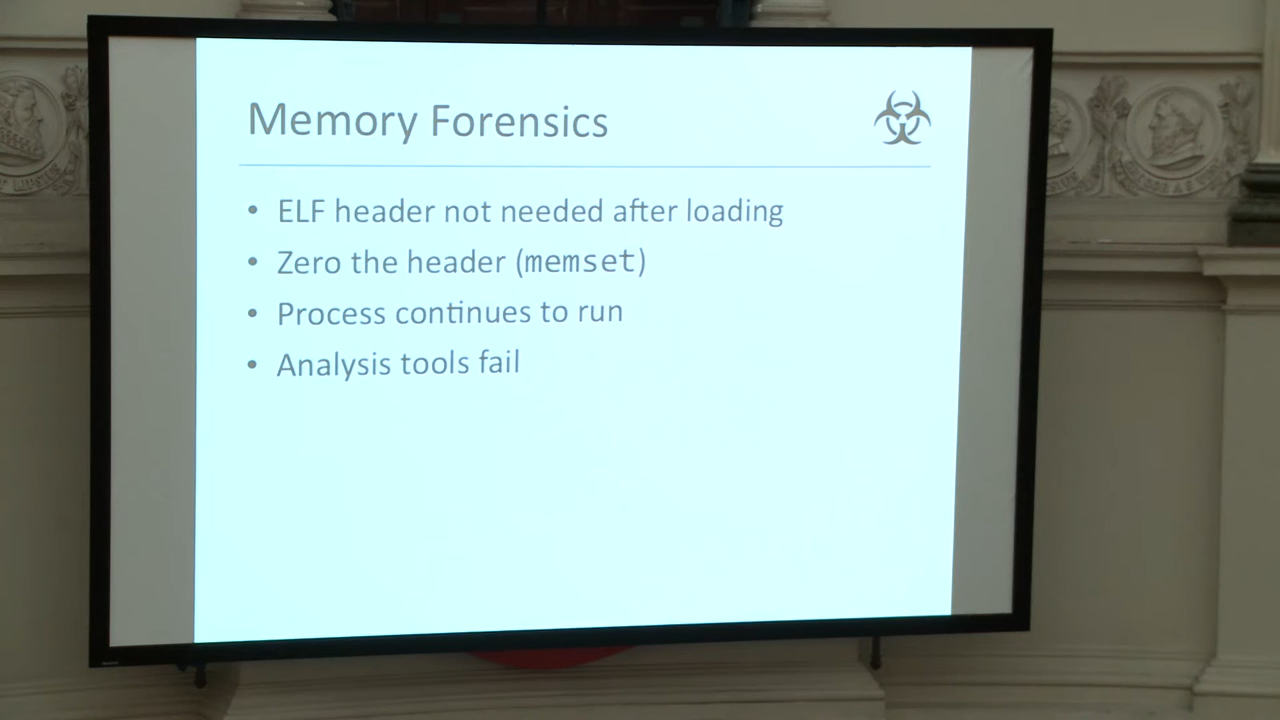 Memory Forensics
• ELF header not needed after loading
• Zero the header (memset)
• Process continues to run
• Analysis tools fail